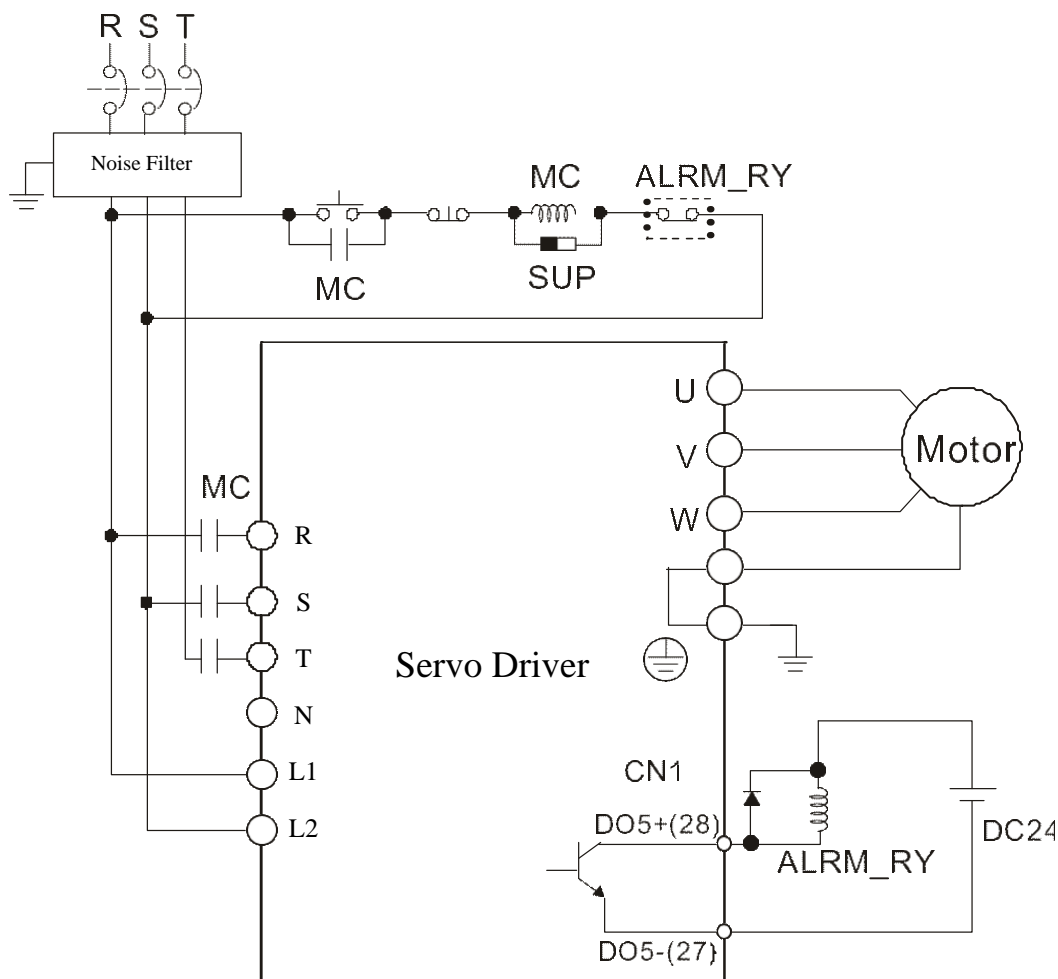 R S T
Noise Filter
MC
ALRM_RY
MC
SUP
U
V
Motor
MC
W
R
S
T
Servo Driver
N
L1
CN1
L2
DO5+(28)
DC24
ALRM_RY
DO5-(27)